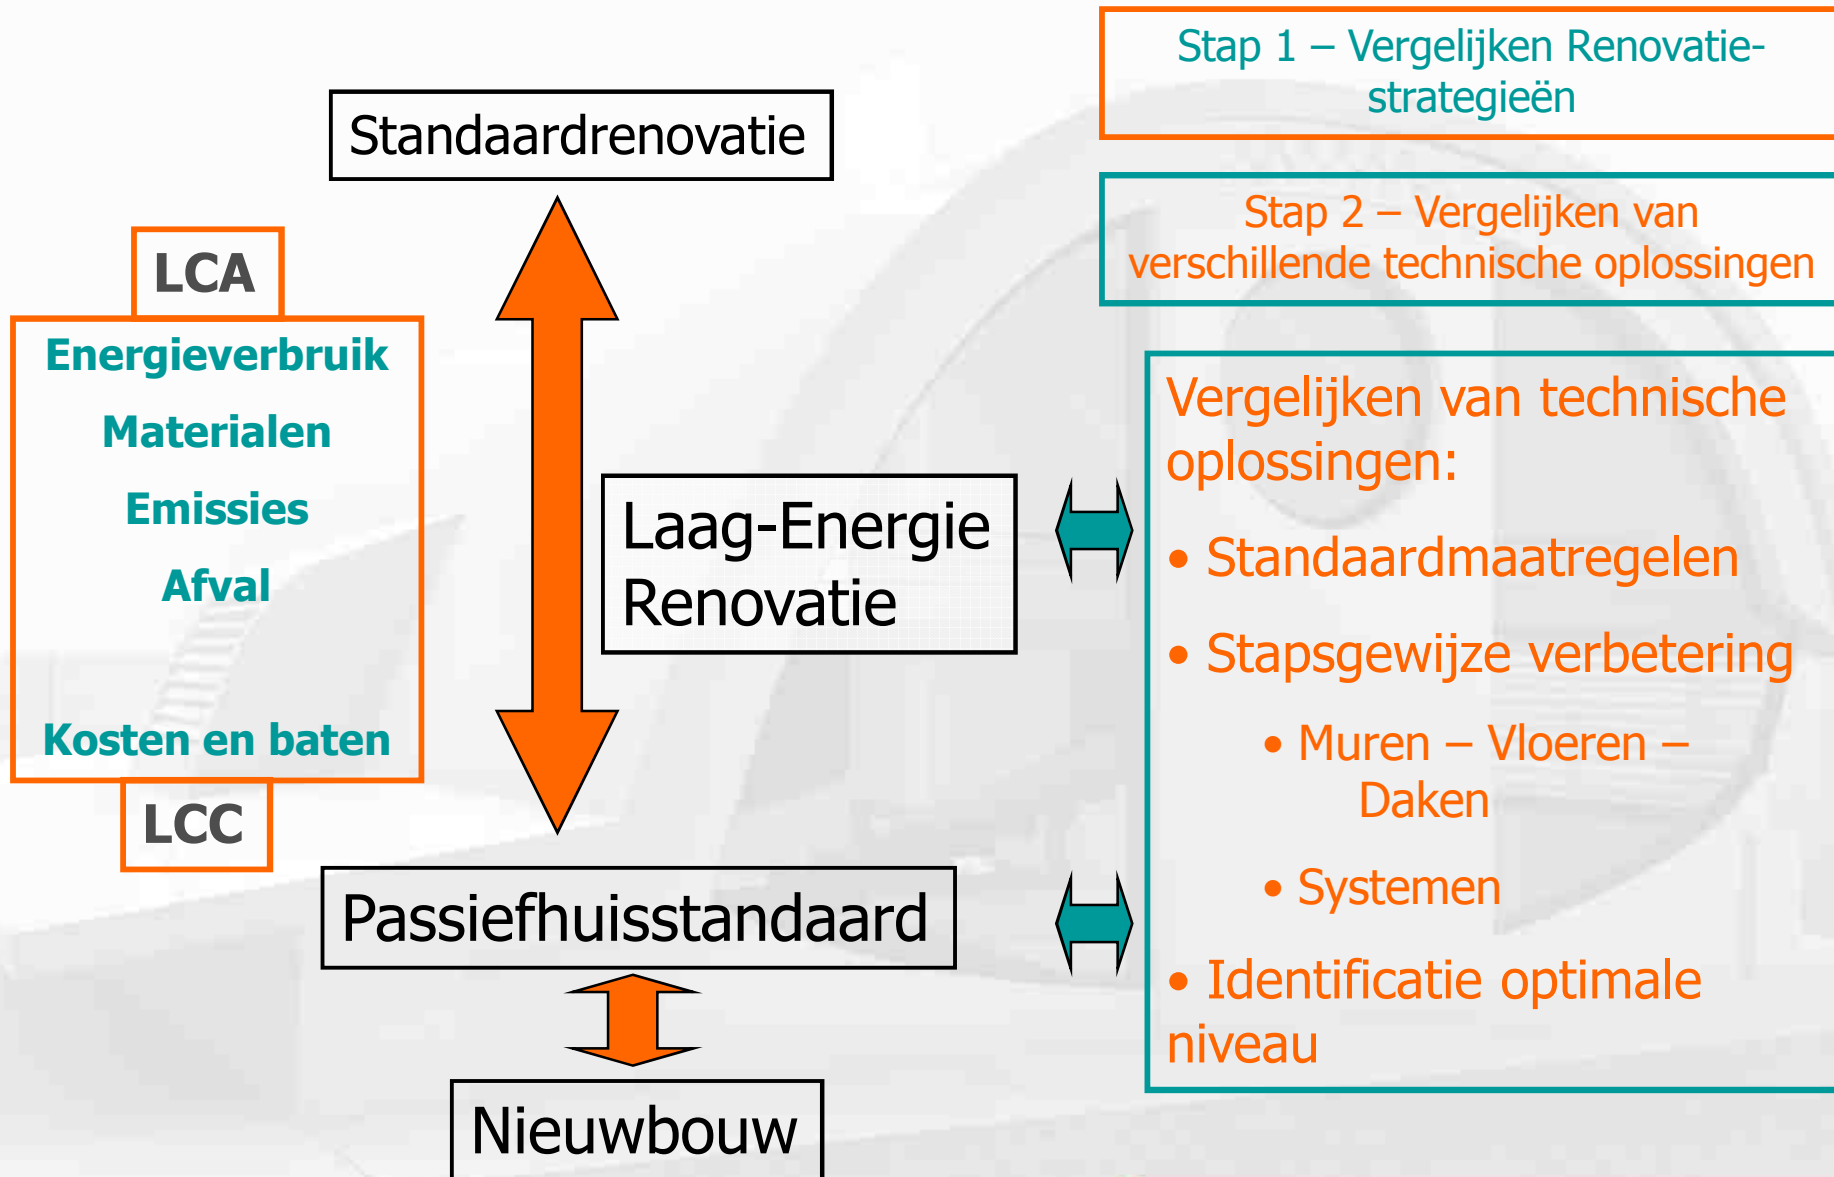 Stap 1 – Vergelijken Renovatie-
strategieën
Standaardrenovatie
Stap 2 – Vergelijken van
verschillende technische oplossingen
LCA
Energieverbruik
Materialen
Emissies
Afval
Kosten en baten
LCC
Laag-Energie
Renovatie
Passiefhuisstandaard
Nieuwbouw
Vergelijken van technische
oplossingen:
• Standaardmaatregelen
• Stapsgewijze verbetering
• Muren – Vloeren –
Daken
• Systemen
• Identificatie optimale
niveau